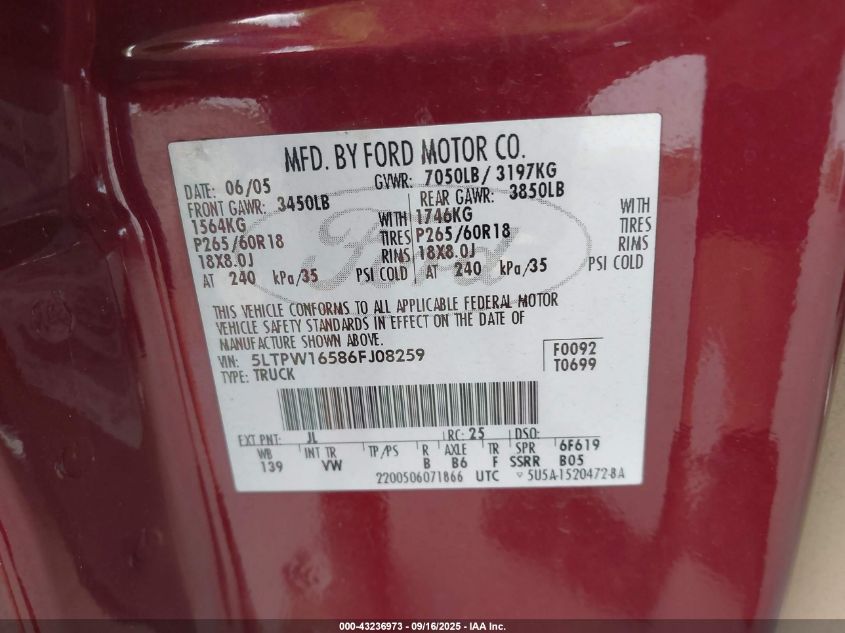 MFD. BY FORD MOTOR CO.
DATE: 06/05 GVWR: 7050LB/ 3197KG
FRONT GAWR: 3450LB REAR GAWR: 3850LB
1564KG WITH 1746KG WITH
P265/60R18 TIRES P265/60R18 TIRES
18X8.0J RIMS 18X8.0J RIMS
AT 240 kPa/35 PSI COLD AT 240 kPa/35 PSI COLD
Ford
THIS VEHICLE CONFORMS TO ALL APPLICABLE FEDERAL MOTOR
VEHICLE SAFETY STANDARDS IN EFFECT ON THE DATE OF
MANUFACTURE SHOWN ABOVE.
VIN: 5LTPW16586FJ08259 F0092
TYPE: TRUCK T0699
EXT PNT: JL RC: 25 DSO:
WB INT TR TP/PS R AXLE TR SPR 6F619
139 VW B B6 F SSRR B05
2200506071866 UTC ▽ 5U5A-1520472-BA
000-43236973 - 09/16/2025 - IAA Inc.